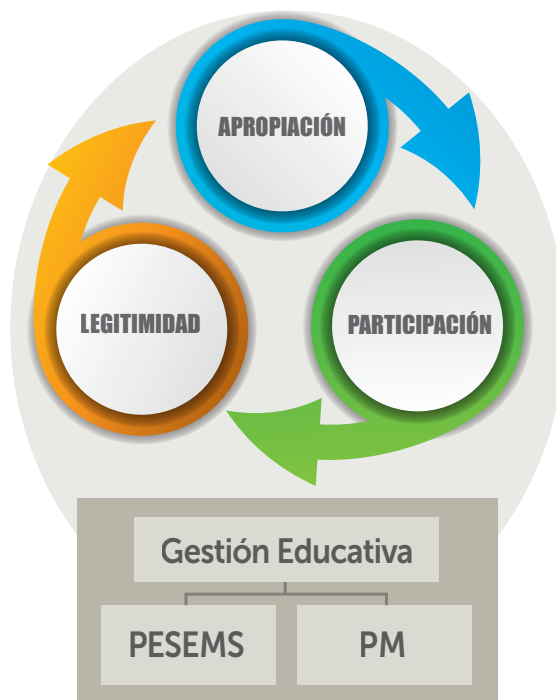 APROPIACIÓN
LEGITIMIDAD
PARTICIPACIÓN
Gestión Educativa
PESEMS
PM